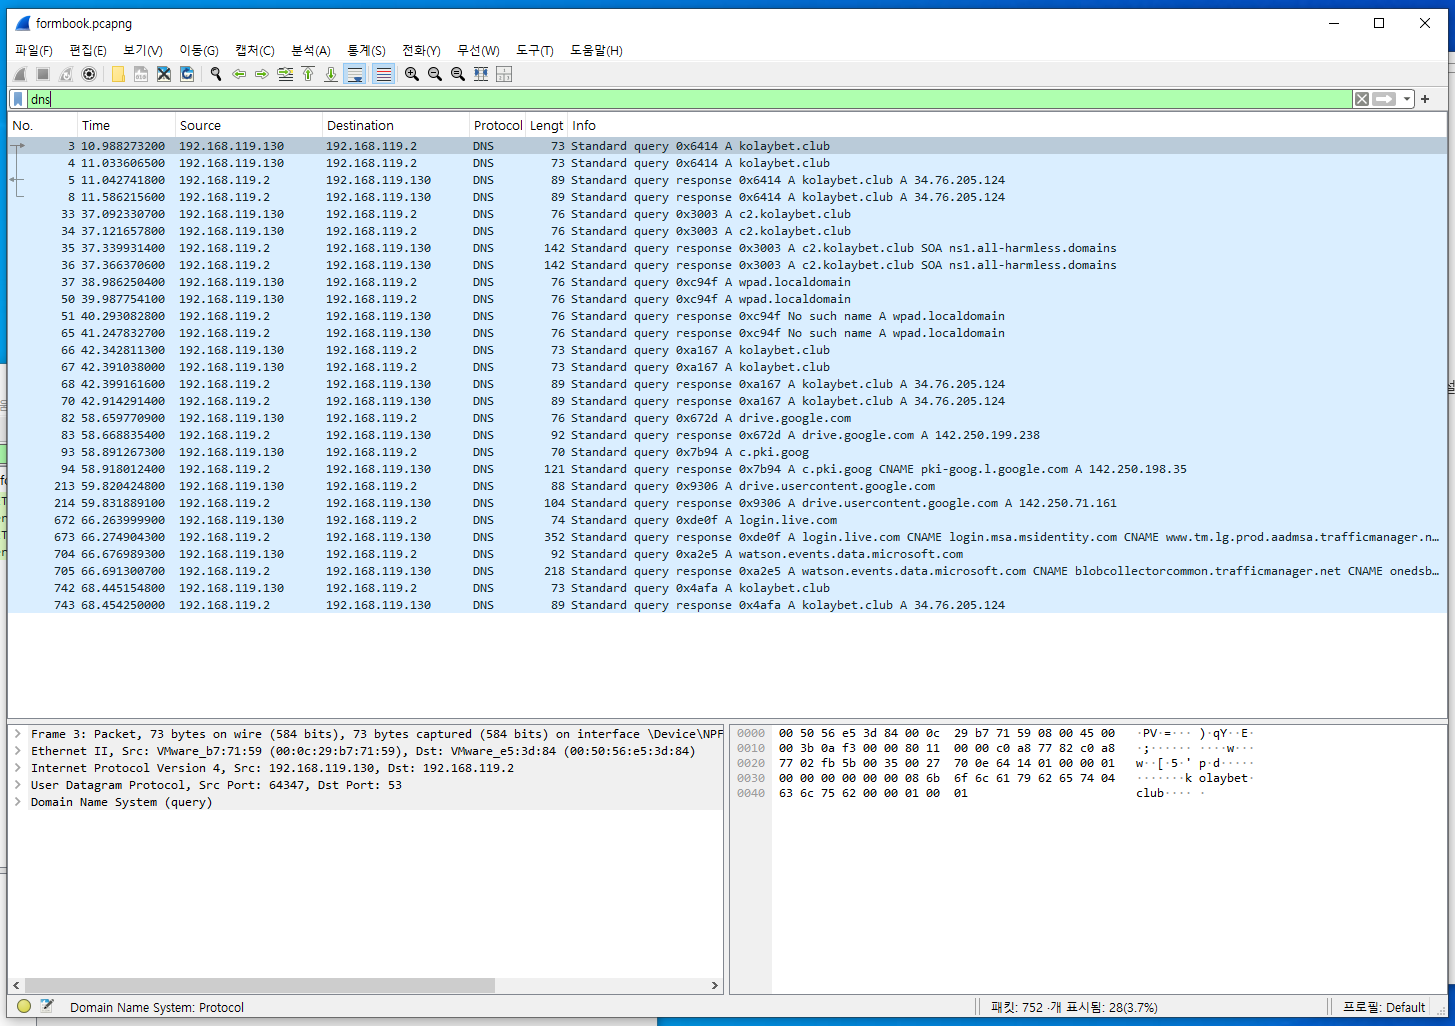 formbook.pcapng
파일(F) 편집(E) 보기(V) 이동(G) 캡처(C) 분석(A) 통계(S) 전화(Y) 무선(W) 도구(T) 도움말(H)
dns
No. Time Source Destination Protocol Lengt Info
3 10.988273200 192.168.119.130 192.168.119.2 DNS 73 Standard query 0x6414 A kolaybet.club
4 11.033606500 192.168.119.130 192.168.119.2 DNS 73 Standard query 0x6414 A kolaybet.club
5 11.042741800 192.168.119.2 192.168.119.130 DNS 89 Standard query response 0x6414 A kolaybet.club A 34.76.205.124
8 11.586215600 192.168.119.2 192.168.119.130 DNS 89 Standard query response 0x6414 A kolaybet.club A 34.76.205.124
33 37.092330700 192.168.119.130 192.168.119.2 DNS 76 Standard query 0x3003 A c2.kolaybet.club
34 37.121657800 192.168.119.130 192.168.119.2 DNS 76 Standard query 0x3003 A c2.kolaybet.club
35 37.339931400 192.168.119.2 192.168.119.130 DNS 142 Standard query response 0x3003 A c2.kolaybet.club SOA ns1.all-harmless.domains
36 37.366370600 192.168.119.2 192.168.119.130 DNS 142 Standard query response 0x3003 A c2.kolaybet.club SOA ns1.all-harmless.domains
37 38.986250400 192.168.119.130 192.168.119.2 DNS 76 Standard query 0xc94f A wpad.localdomain
50 39.987754100 192.168.119.130 192.168.119.2 DNS 76 Standard query 0xc94f A wpad.localdomain
51 40.293082800 192.168.119.2 192.168.119.130 DNS 76 Standard query response 0xc94f No such name A wpad.localdomain
65 41.247832700 192.168.119.2 192.168.119.130 DNS 76 Standard query response 0xc94f No such name A wpad.localdomain
66 42.342811300 192.168.119.130 192.168.119.2 DNS 73 Standard query 0xa167 A kolaybet.club
67 42.391038000 192.168.119.130 192.168.119.2 DNS 73 Standard query 0xa167 A kolaybet.club
68 42.399161600 192.168.119.2 192.168.119.130 DNS 89 Standard query response 0xa167 A kolaybet.club A 34.76.205.124
70 42.914291400 192.168.119.2 192.168.119.130 DNS 89 Standard query response 0xa167 A kolaybet.club A 34.76.205.124
82 58.659770900 192.168.119.130 192.168.119.2 DNS 76 Standard query 0x672d A drive.google.com
83 58.668835400 192.168.119.2 192.168.119.130 DNS 92 Standard query response 0x672d A drive.google.com A 142.250.199.238
93 58.891267300 192.168.119.130 192.168.119.2 DNS 70 Standard query 0x7b94 A c.pki.goog
94 58.918012400 192.168.119.2 192.168.119.130 DNS 121 Standard query response 0x7b94 A c.pki.goog CNAME pki-goog.l.google.com A 142.250.198.35
213 59.820424800 192.168.119.130 192.168.119.2 DNS 88 Standard query 0x9306 A drive.usercontent.google.com
214 59.831889100 192.168.119.2 192.168.119.130 DNS 104 Standard query response 0x9306 A drive.usercontent.google.com A 142.250.71.161
672 66.263999900 192.168.119.130 192.168.119.2 DNS 74 Standard query 0xde0f A login.live.com
673 66.274904300 192.168.119.2 192.168.119.130 DNS 352 Standard query response 0xde0f A login.live.com CNAME login.msa.msidentity.com CNAME www.tm.lg.prod.aadmsa.trafficmanager.n…
704 66.676989300 192.168.119.130 192.168.119.2 DNS 92 Standard query 0xa2e5 A watson.events.data.microsoft.com
705 66.691300700 192.168.119.2 192.168.119.130 DNS 218 Standard query response 0xa2e5 A watson.events.data.microsoft.com CNAME blobcollectorcommon.trafficmanager.net CNAME onedsb…
742 68.445154800 192.168.119.130 192.168.119.2 DNS 73 Standard query 0x4afa A kolaybet.club
743 68.454250000 192.168.119.2 192.168.119.130 DNS 89 Standard query response 0x4afa A kolaybet.club A 34.76.205.124
Frame 3: Packet, 73 bytes on wire (584 bits), 73 bytes captured (584 bits) on interface \Device\NPF
Ethernet II, Src: VMware_b7:71:59 (00:0c:29:b7:71:59), Dst: VMware_e5:3d:84 (00:50:56:e5:3d:84)
Internet Protocol Version 4, Src: 192.168.119.130, Dst: 192.168.119.2
User Datagram Protocol, Src Port: 64347, Dst Port: 53
Domain Name System (query)
0000 00 50 56 e5 3d 84 00 0c 29 b7 71 59 08 00 45 00 ·PV·=··· )·qY··E·
0010 00 3b 0a f3 00 00 80 11 00 00 c0 a8 77 82 c0 a8 ·;······ ····w···
0020 77 02 fb 5b 00 35 00 27 70 0e 64 14 01 00 00 01 w··[·5·' p·d·····
0030 00 00 00 00 00 00 08 6b 6f 6c 61 79 62 65 74 04 ·······k olaybet·
0040 63 6c 75 62 00 00 01 00 01 club···· ·
Domain Name System: Protocol
패킷: 752 ·개 표시됨: 28(3.7%)
프로필: Default